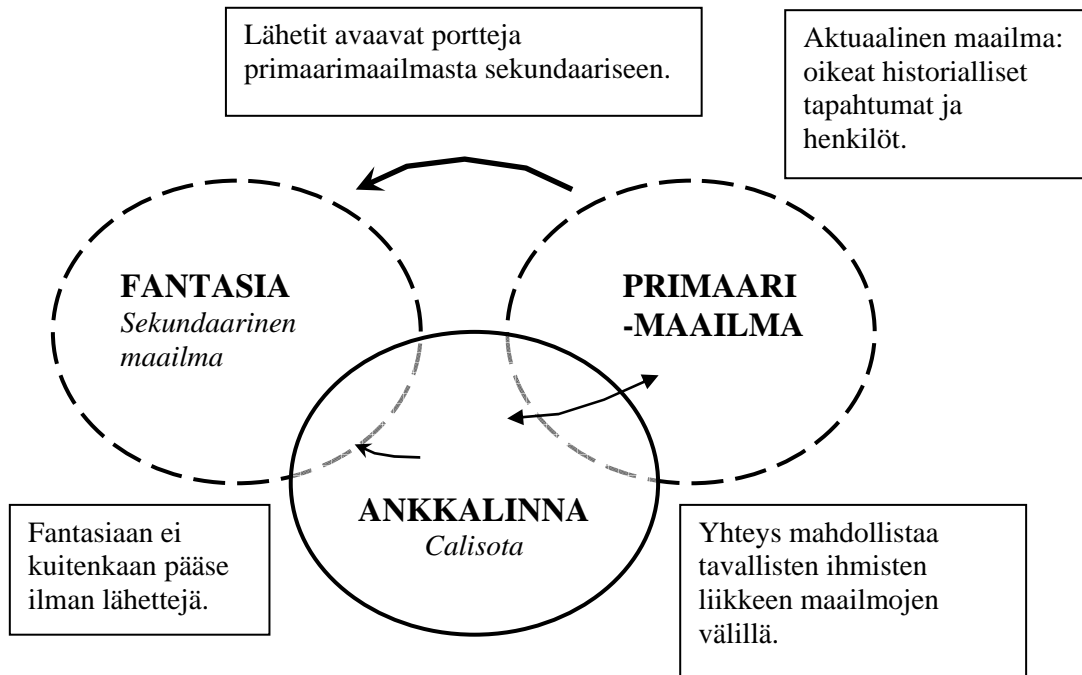 Lähetit avaavat portteja
primaarimaailmasta sekundaariseen.
Aktuaalinen maailma:
oikeat historialliset
tapahtumat ja
henkilöt.
FANTASIA
Sekundaarinen
maailma
PRIMAARI
-MAAILMA
ANKKALINNA
Calisota
Fantasiaan ei
kuitenkaan pääse
ilman lähettejä.
Yhteys mahdollistaa
tavallisten ihmisten
liikkeen maailmojen
välillä.